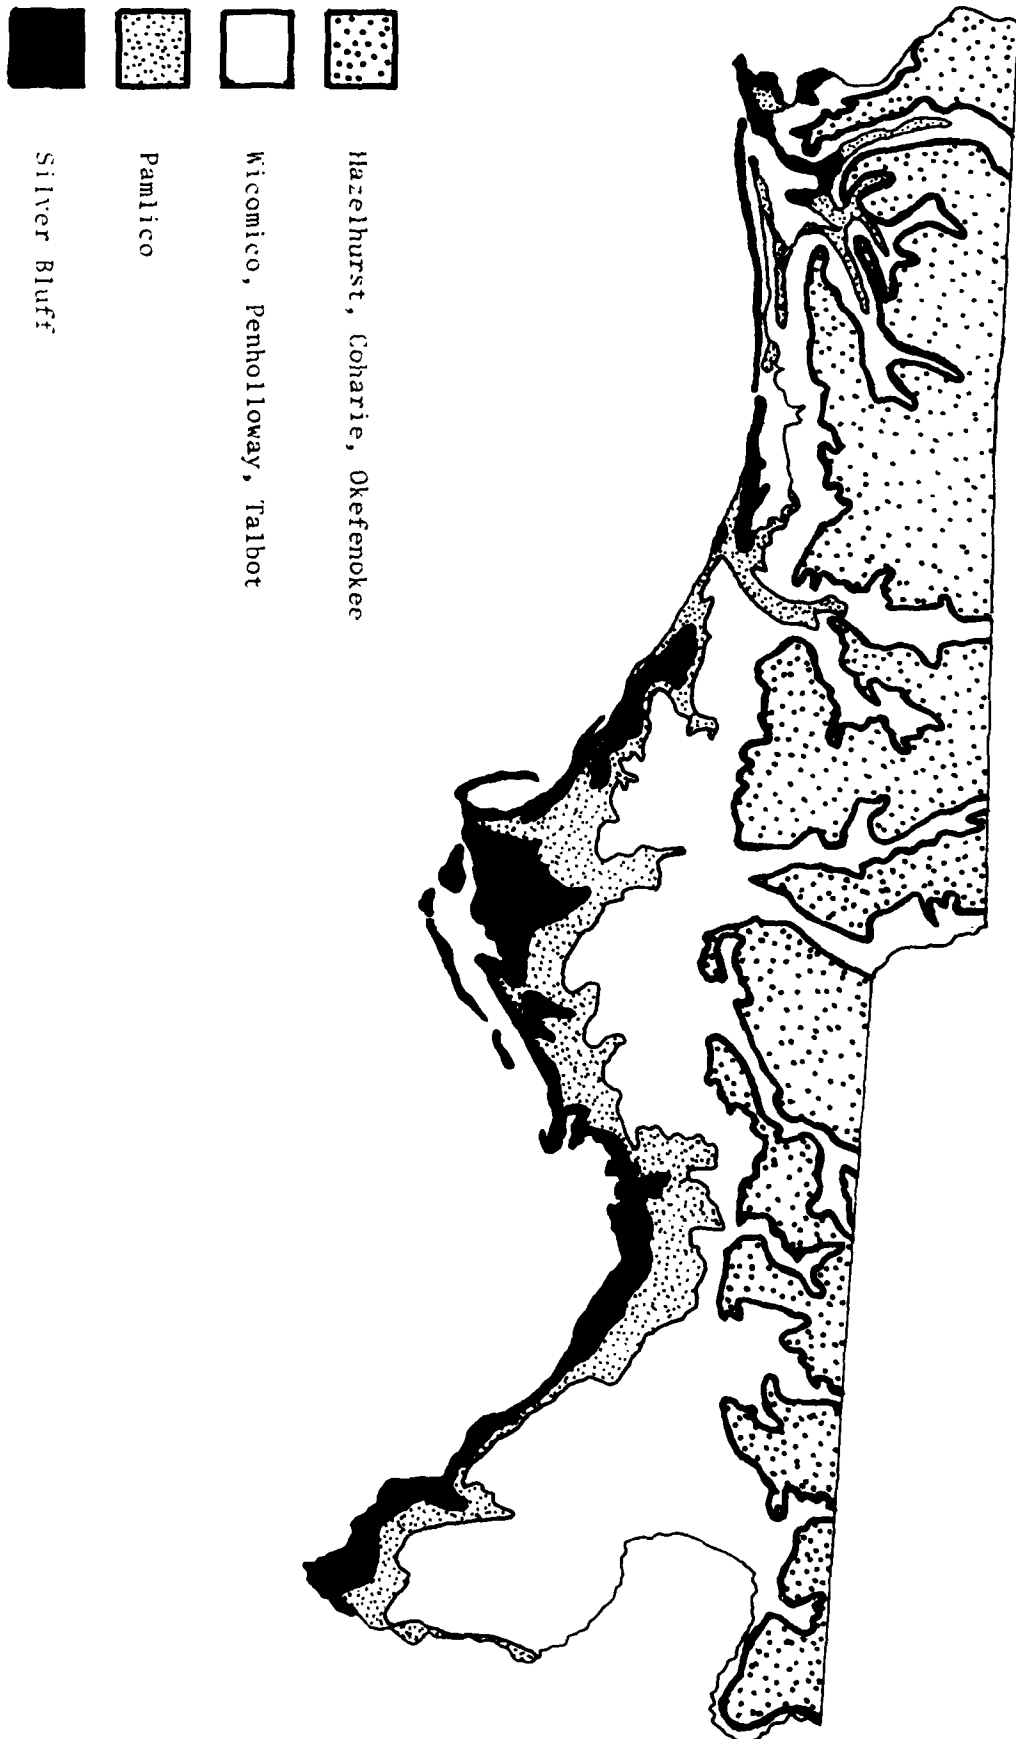 Hazelhurst, Coharie, Okefenokee
Wicomico, Penholloway, Talbot
Pamlico
Silver Bluff